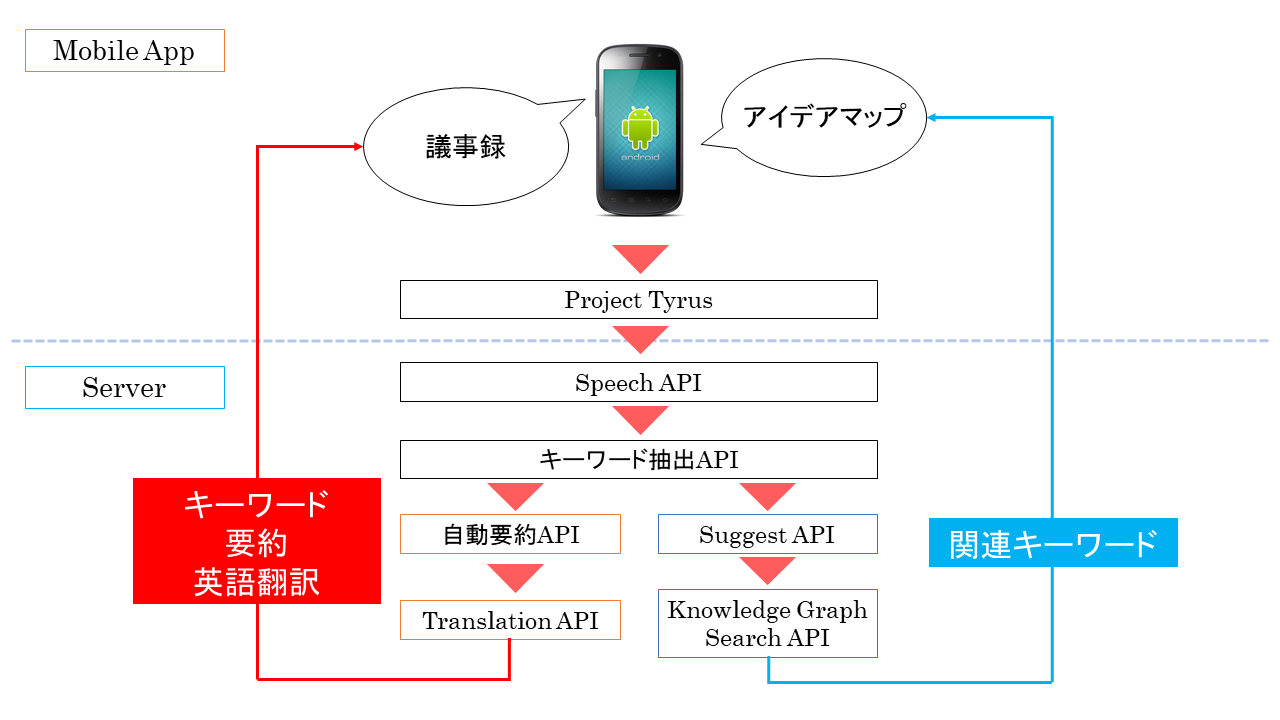 Mobile App
議事録
アイデアマップ
android
Project Tyrus
Server
Speech API
キーワード抽出API
キーワード
要約
英語翻訳
自動要約API
Suggest API
関連キーワード
Translation API
Knowledge Graph
Search API